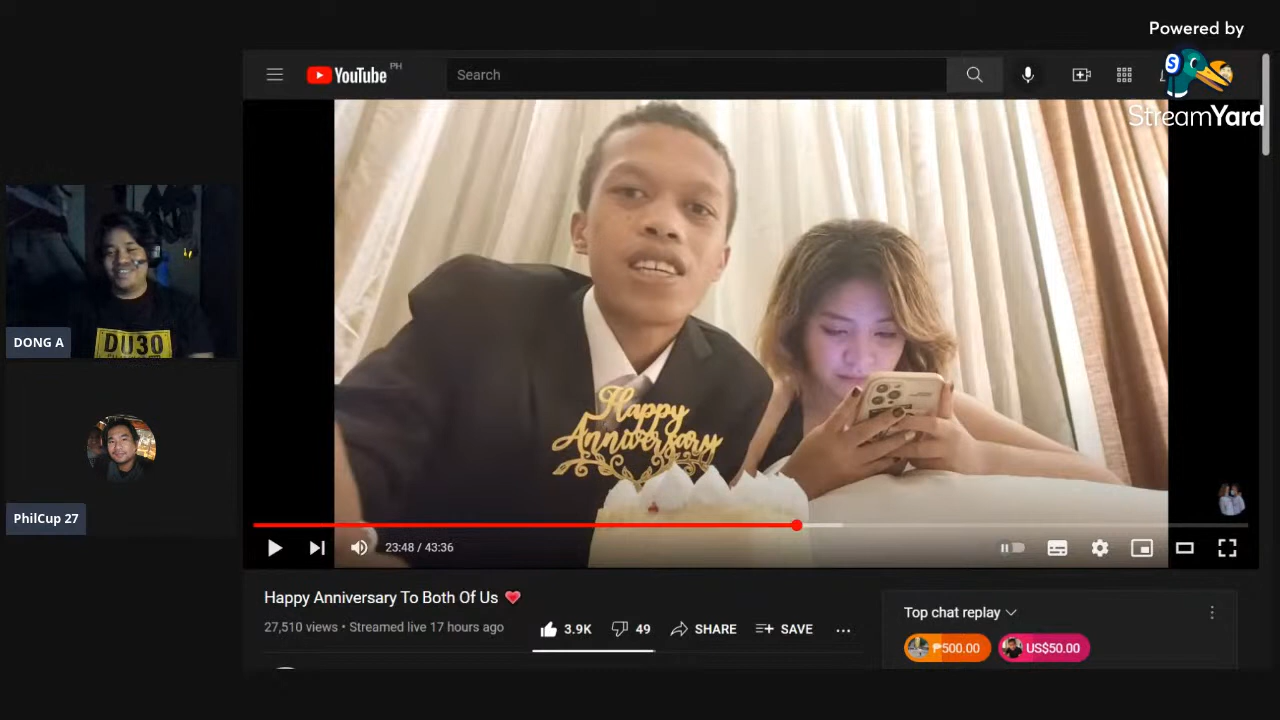 Powered by
StreamYard
YouTube PH
Search
DONG A
DU30
PhilCup 27
Happy
Anniversary
23:48 / 43:36
Happy Anniversary To Both Of Us
27,510 views • Streamed live 17 hours ago
3.9K
49
SHARE
SAVE
Top chat replay
₱500.00
US$50.00